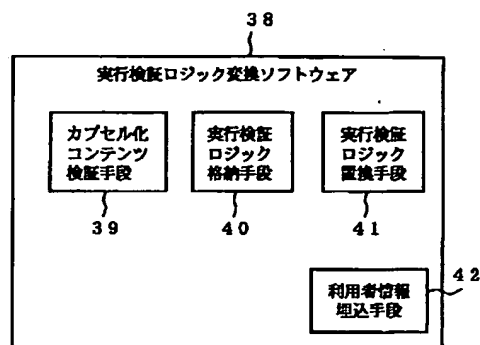 ３８
実行検証ロジック変換ソフトウェア
カプセル化
コンテンツ
検証手段
実行検証
ロジック
格納手段
実行検証
ロジック
置換手段
３９
４０
４１
利用者情報
埋込手段
４２